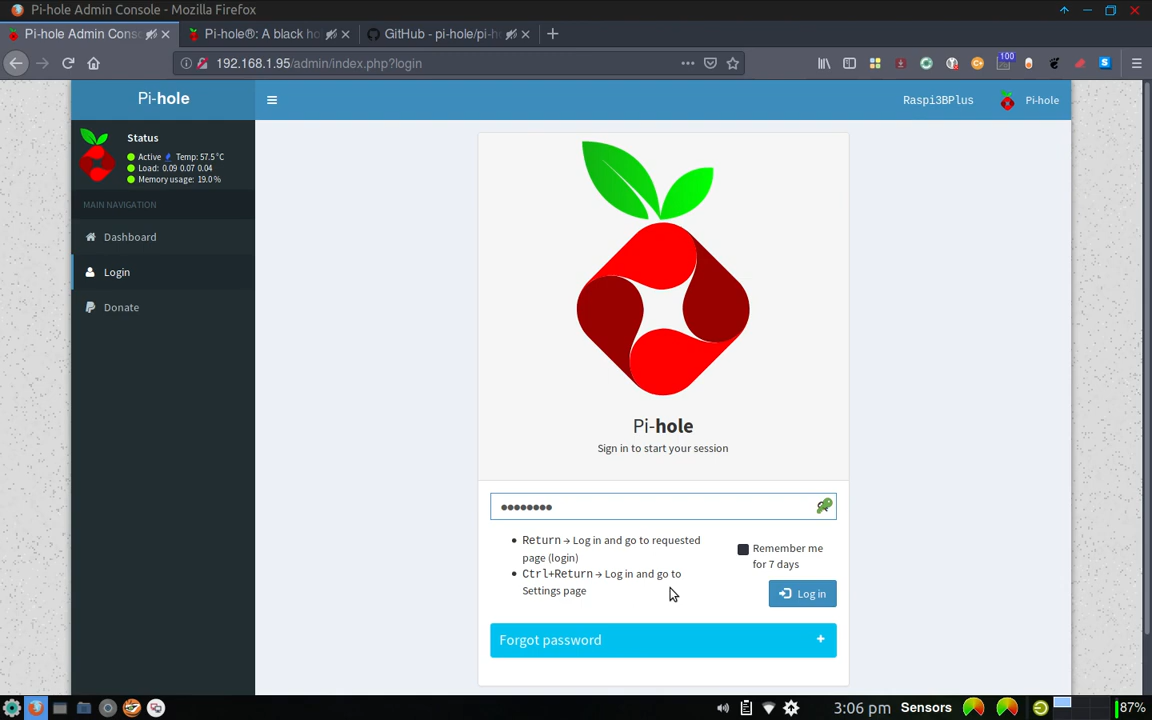 Pi-hole Admin Console - Mozilla Firefox
Pi-hole Admin Conso
Pi-hole®: A black ho
GitHub - pi-hole/pi-h
192.168.1.95/admin/index.php?login
100
Pi-hole
Raspi3BPlus
Pi-hole
Status
Active Temp: 57.5°C
Load: 0.09 0.07 0.04
Memory usage: 19.0 %
MAIN NAVIGATION
Dashboard
Login
Donate
Pi-hole
Sign in to start your session
Return → Log in and go to requested
page (login)
Ctrl+Return → Log in and go to
Settings page
Remember me
for 7 days
Log in
Forgot password
3:06 pm Sensors
87%